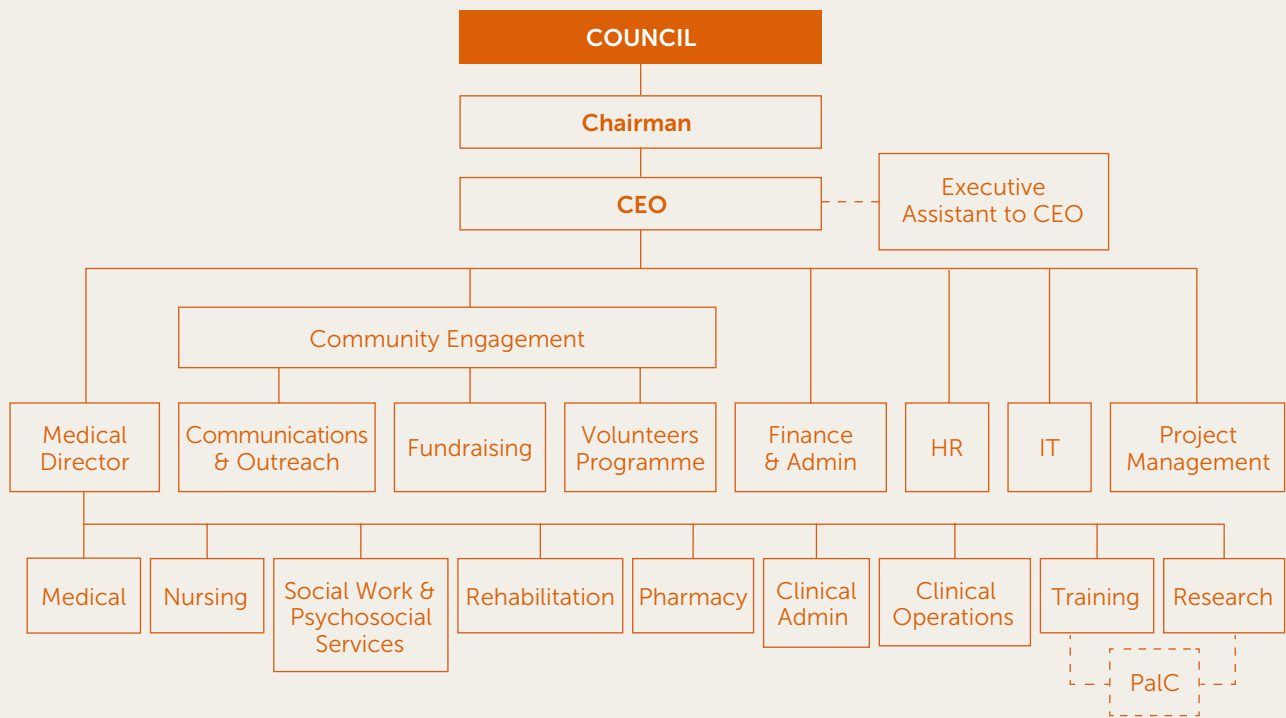 COUNCIL
Chairman
CEO
Executive
Assistant to CEO
Community Engagement
Medical
Director
Communications
& Outreach
Fundraising
Volunteers
Programme
Finance
& Admin
HR
IT
Project
Management
Medical
Nursing
Social Work &
Psychosocial
Services
Rehabilitation
Pharmacy
Clinical
Admin
Clinical
Operations
Training
Research
PalC